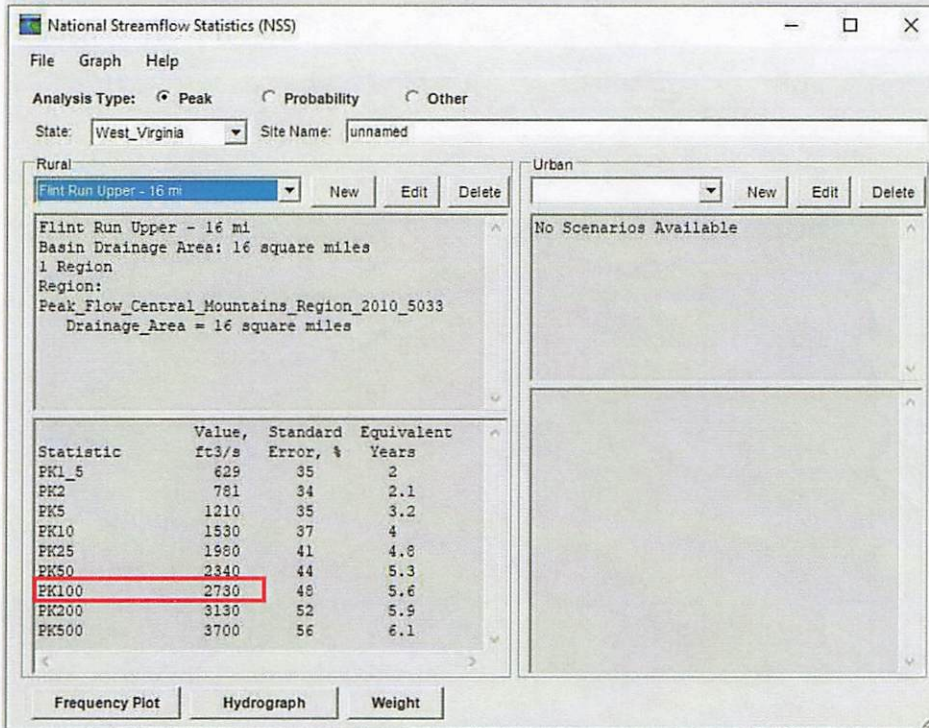 National Streamflow Statistics (NSS)
File Graph Help
Analysis Type: Peak Probability Other
State: West_Virginia Site Name: unnamed
Rural
Flint Run Upper - 16 mi New Edit Delete
Flint Run Upper - 16 mi
Basin Drainage Area: 16 square miles
1 Region
Region:
Peak_Flow_Central_Mountains_Region_2010_5033
Drainage_Area = 16 square miles
Value, Standard Equivalent
Statistic ft3/s Error, % Years
PK1_5 629 35 2
PK2 781 34 2.1
PK5 1210 35 3.2
PK10 1530 37 4
PK25 1980 41 4.8
PK50 2340 44 5.3
PK100 2730 48 5.6
PK200 3130 52 5.9
PK500 3700 56 6.1
Urban
New Edit Delete
No Scenarios Available
Frequency Plot Hydrograph Weight